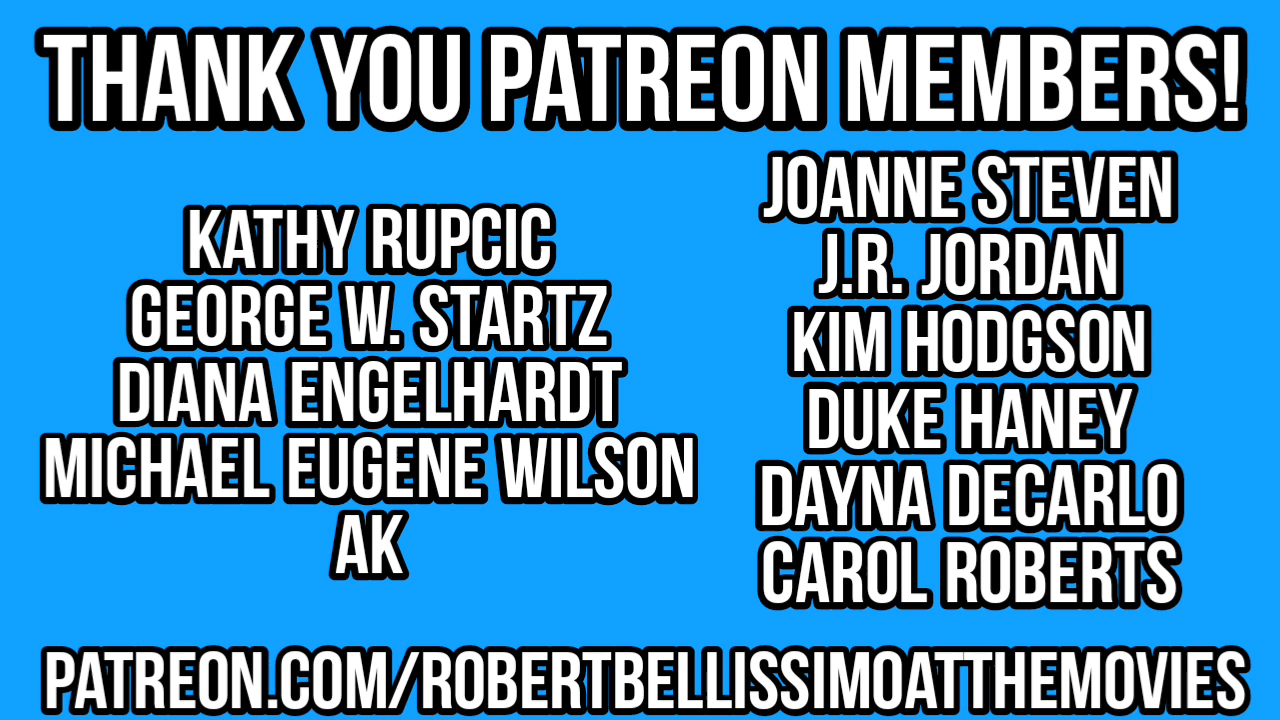 THANK YOU PATREON MEMBERS!
KATHY RUPCIC
GEORGE W. STARTZ
DIANA ENGELHARDT
MICHAEL EUGENE WILSON
AK
JOANNE STEVEN
J.R. JORDAN
KIM HODGSON
DUKE HANEY
DAYNA DECARLO
CAROL ROBERTS
PATREON.COM/ROBERTBELLISSIMOATTHEMOVIES